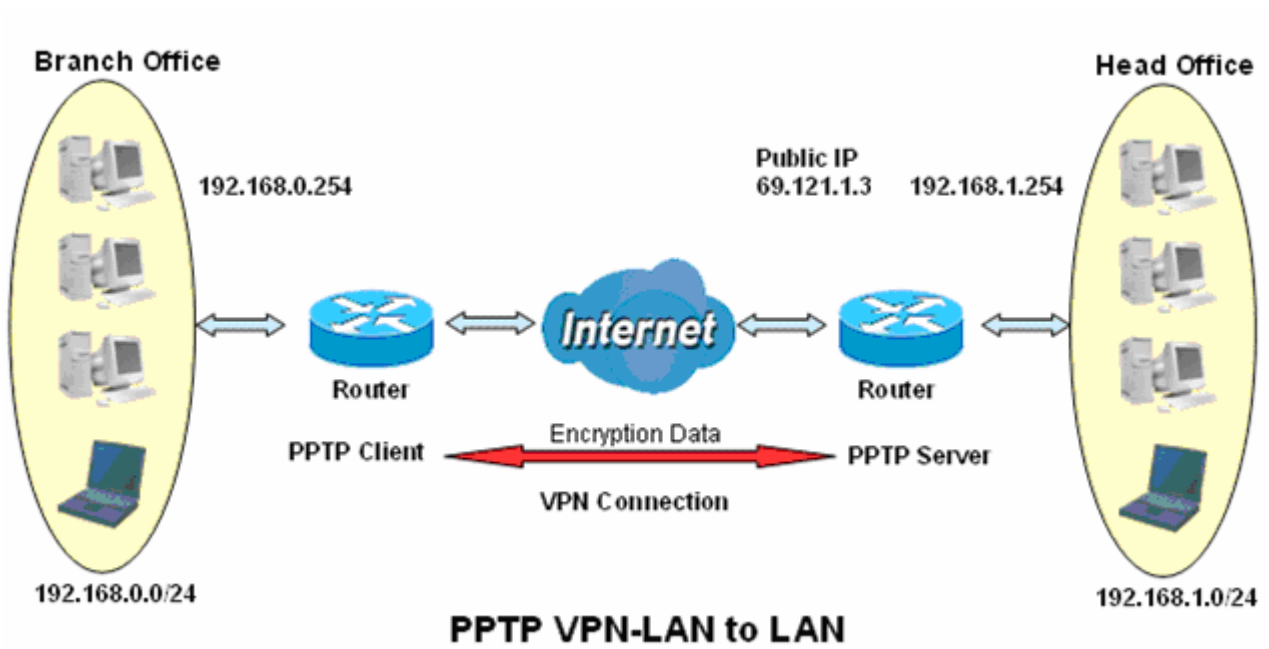 Branch Office
Head Office
Public IP
69.121.1.3
192.168.0.254
192.168.1.254
Internet
Router
Router
PPTP Client
Encryption Data
PPTP Server
VPN Connection
192.168.0.0/24
192.168.1.0/24
PPTP VPN-LAN to LAN